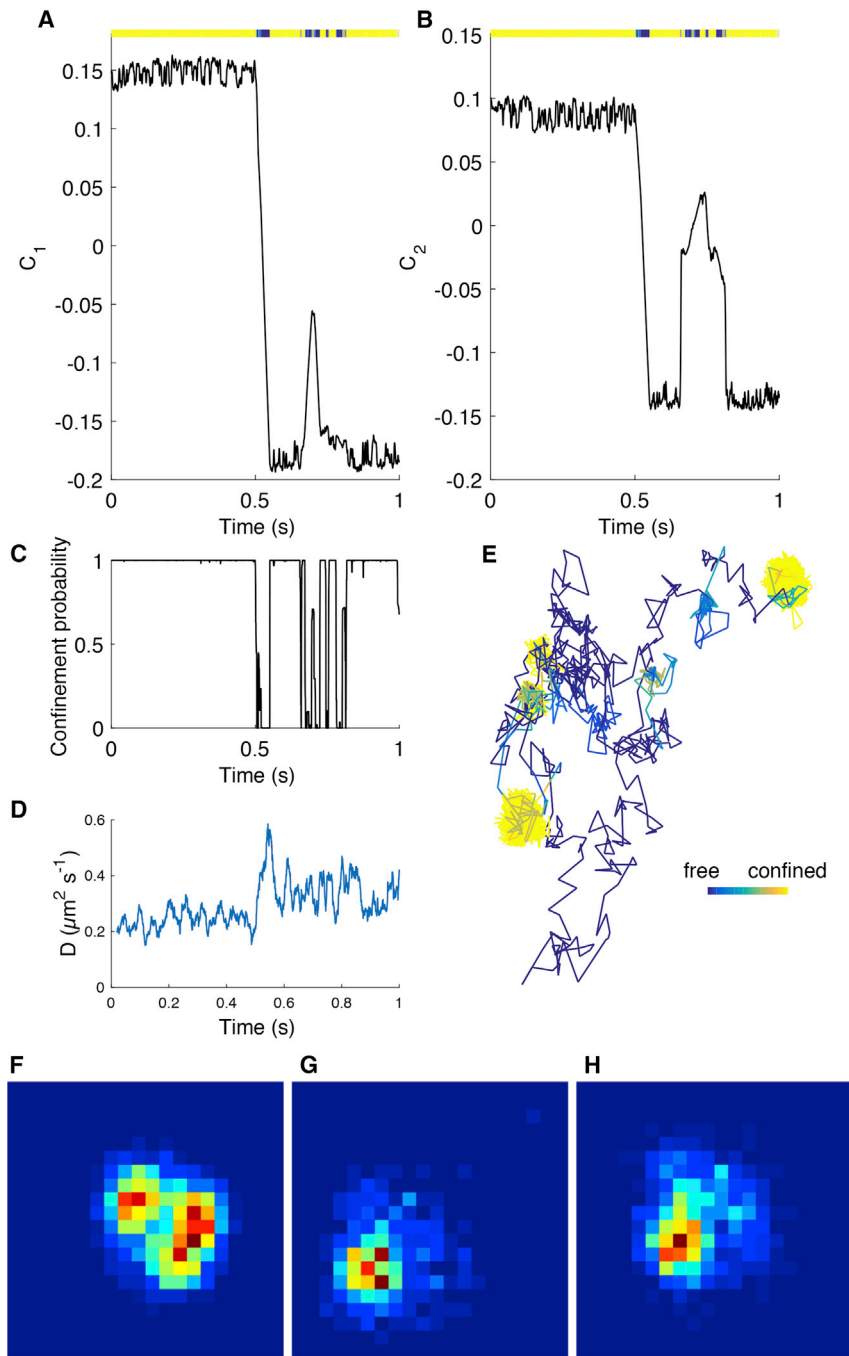 A
B
0.15
0.1
0.05
0
-0.05
-0.1
-0.15
-0.2
C1
0
0.5
1
Time (s)
0.15
0.1
0.05
0
-0.05
-0.1
-0.15
-0.2
C2
0
0.5
1
Time (s)
C
1
0.5
0
Confinement probability
0
0.5
1
Time (s)
D
0.6
0.4
0.2
0
D (μm² s⁻¹)
0
0.2
0.4
0.6
0.8
1
Time (s)
E
free confined
F
G
H